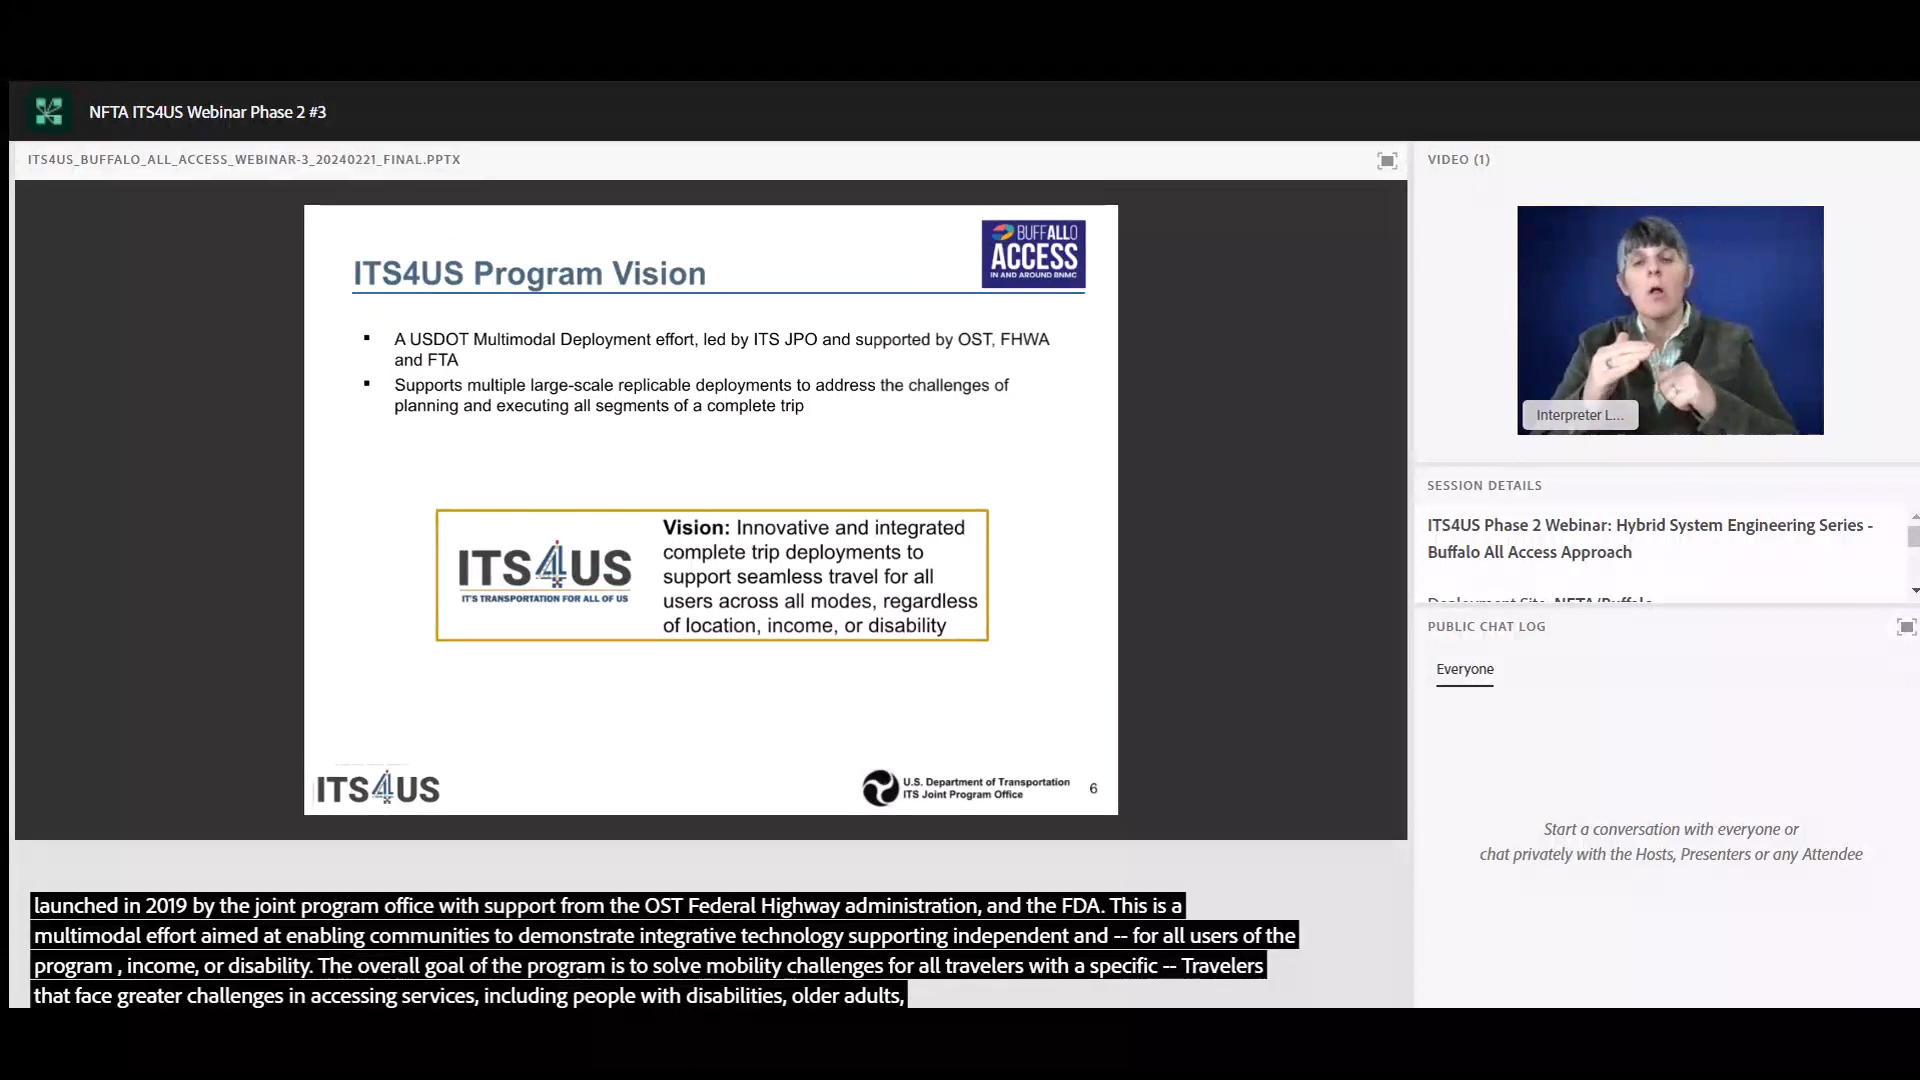 NFTA ITS4US Webinar Phase 2 #3
ITS4US_BUFFALO_ALL_ACCESS_WEBINAR-3_20240221_FINAL.PPTX
BUFFALLO
ACCESS
IN AND AROUND BNMC
ITS4US Program Vision
▪ A USDOT Multimodal Deployment effort, led by ITS JPO and supported by OST, FHWA
and FTA
▪ Supports multiple large-scale replicable deployments to address the challenges of
planning and executing all segments of a complete trip
ITS4US
IT'S TRANSPORTATION FOR ALL OF US
Vision: Innovative and integrated
complete trip deployments to
support seamless travel for all
users across all modes, regardless
of location, income, or disability
ITS4US
U.S. Department of Transportation
ITS Joint Program Office
6
launched in 2019 by the joint program office with support from the OST Federal Highway administration, and the FDA. This is a
multimodal effort aimed at enabling communities to demonstrate integrative technology supporting independent and -- for all users of the
program , income, or disability. The overall goal of the program is to solve mobility challenges for all travelers with a specific -- Travelers
that face greater challenges in accessing services, including people with disabilities, older adults,
VIDEO (1)
Interpreter L...
SESSION DETAILS
ITS4US Phase 2 Webinar: Hybrid System Engineering Series -
Buffalo All Access Approach
Deployment Site: NFTA/Buffalo
PUBLIC CHAT LOG
Everyone
Start a conversation with everyone or
chat privately with the Hosts, Presenters or any Attendee